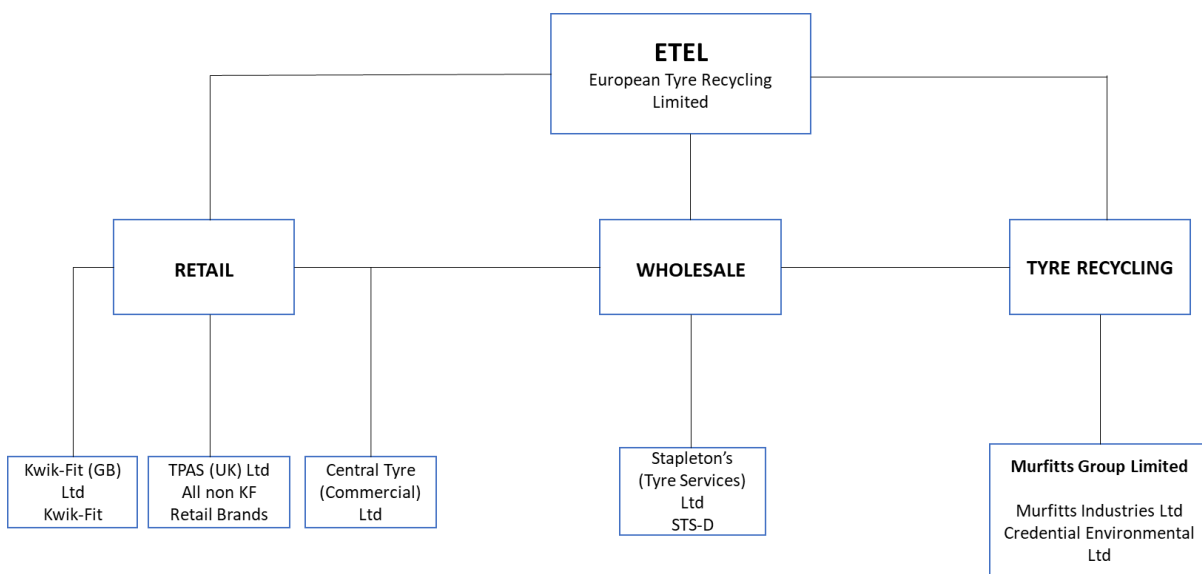 ETEL
European Tyre Recycling
Limited
RETAIL
WHOLESALE
TYRE RECYCLING
Kwik-Fit (GB)
Ltd
Kwik-Fit
TPAS (UK) Ltd
All non KF
Retail Brands
Central Tyre
(Commercial)
Ltd
Stapleton's
(Tyre Services)
Ltd
STS-D
Murfitts Group Limited
Murfitts Industries Ltd
Credential Environmental
Ltd